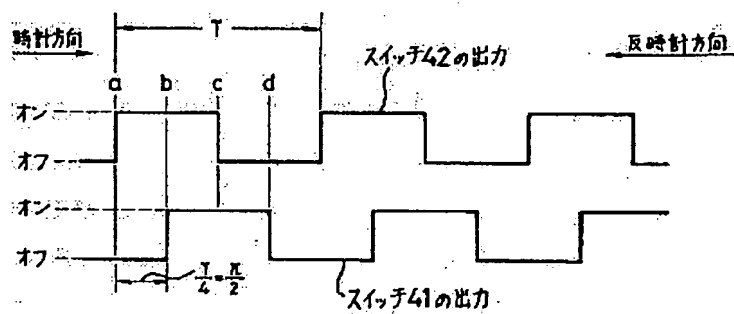 時計方向
T
反時計方向
スイッチ42の出力
a b c d
オン
オフ
オン
オフ
T/4=π/2
スイッチ41の出力